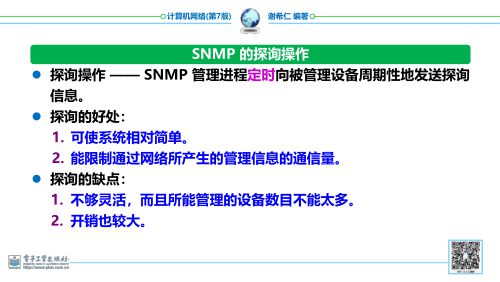 计算机网络(第7版) 谢希仁 编著
SNMP 的探询操作
● 探询操作 —— SNMP 管理进程定时向被管理设备周期性地发送探询
信息。
● 探询的好处：
1. 可使系统相对简单。
2. 能限制通过网络所产生的管理信息的通信量。
● 探询的缺点：
1. 不够灵活，而且所能管理的设备数目不能太多。
2. 开销也较大。
电子工业出版社
http://www.phei.com.cn